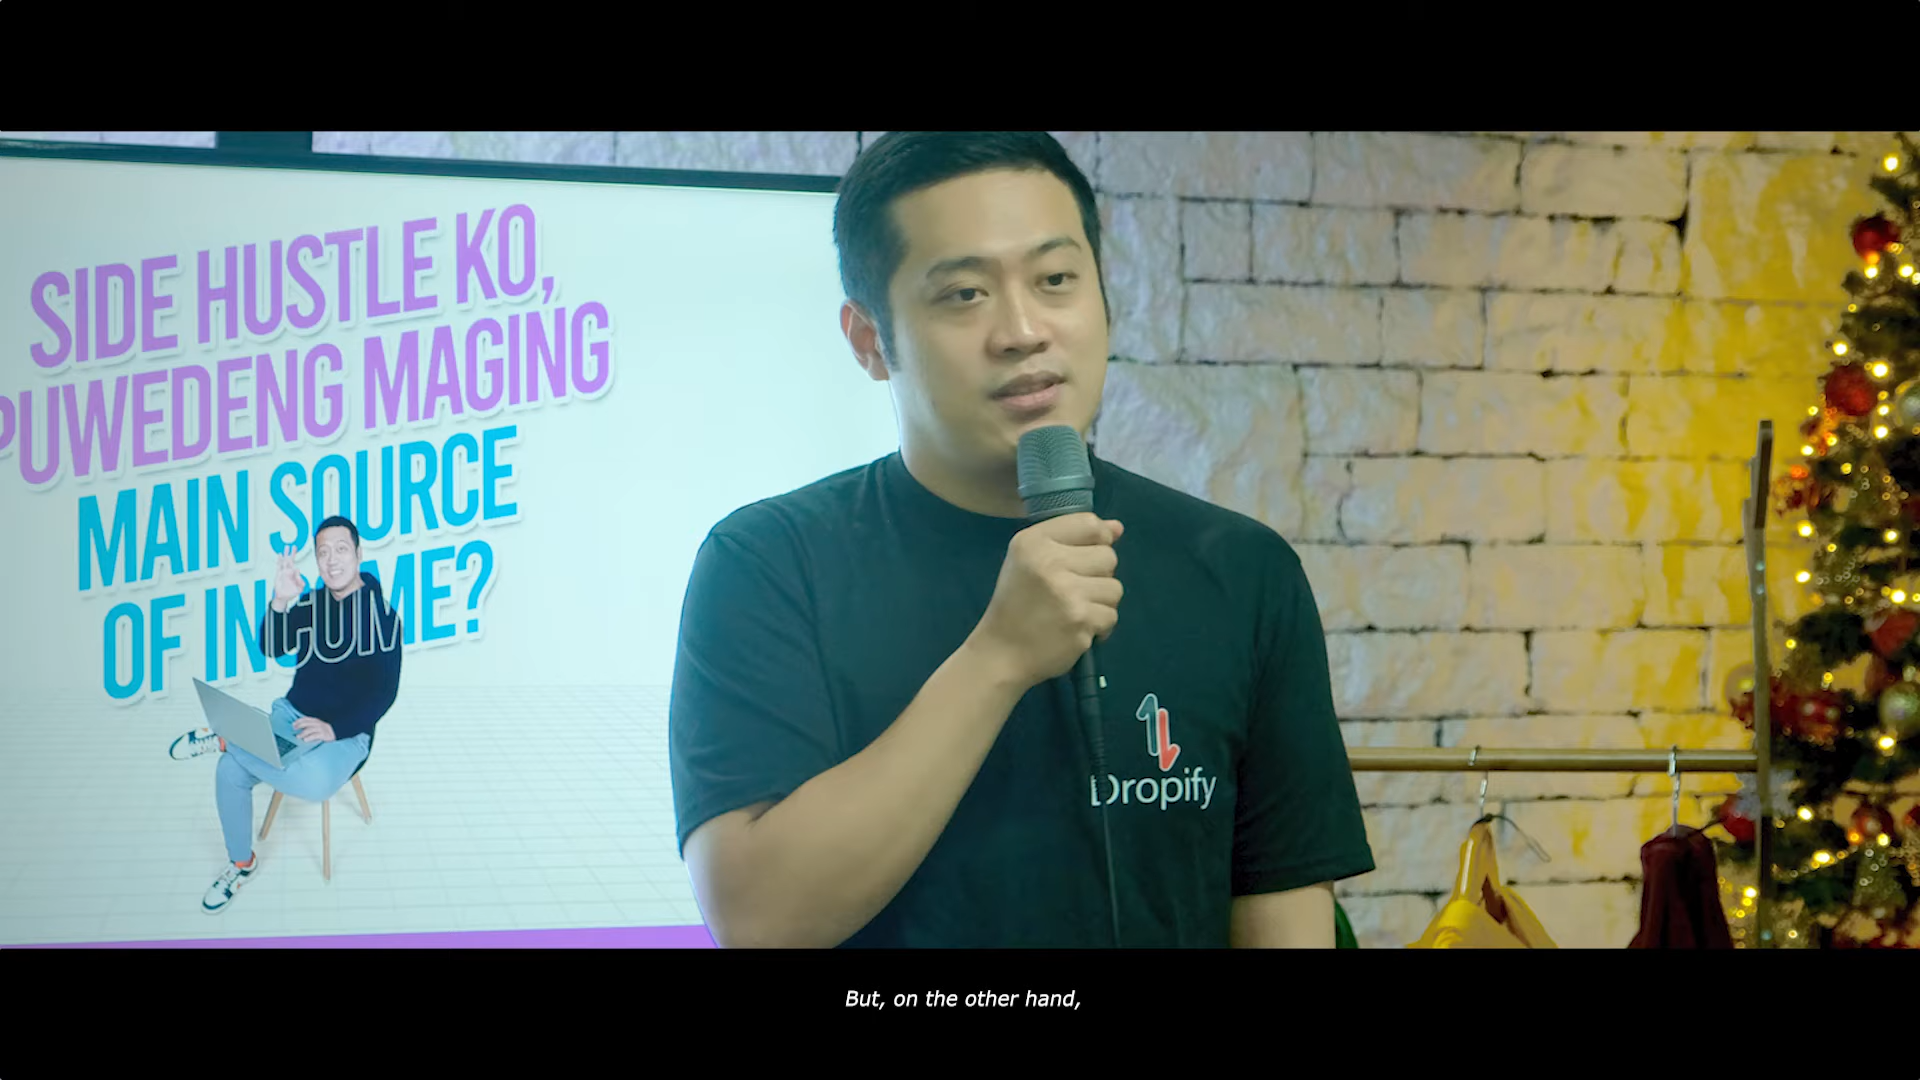 SIDE HUSTLE KO,
PUWEDENG MAGING
MAIN SOURCE
OF INCOME?
Dropify
But, on the other hand,